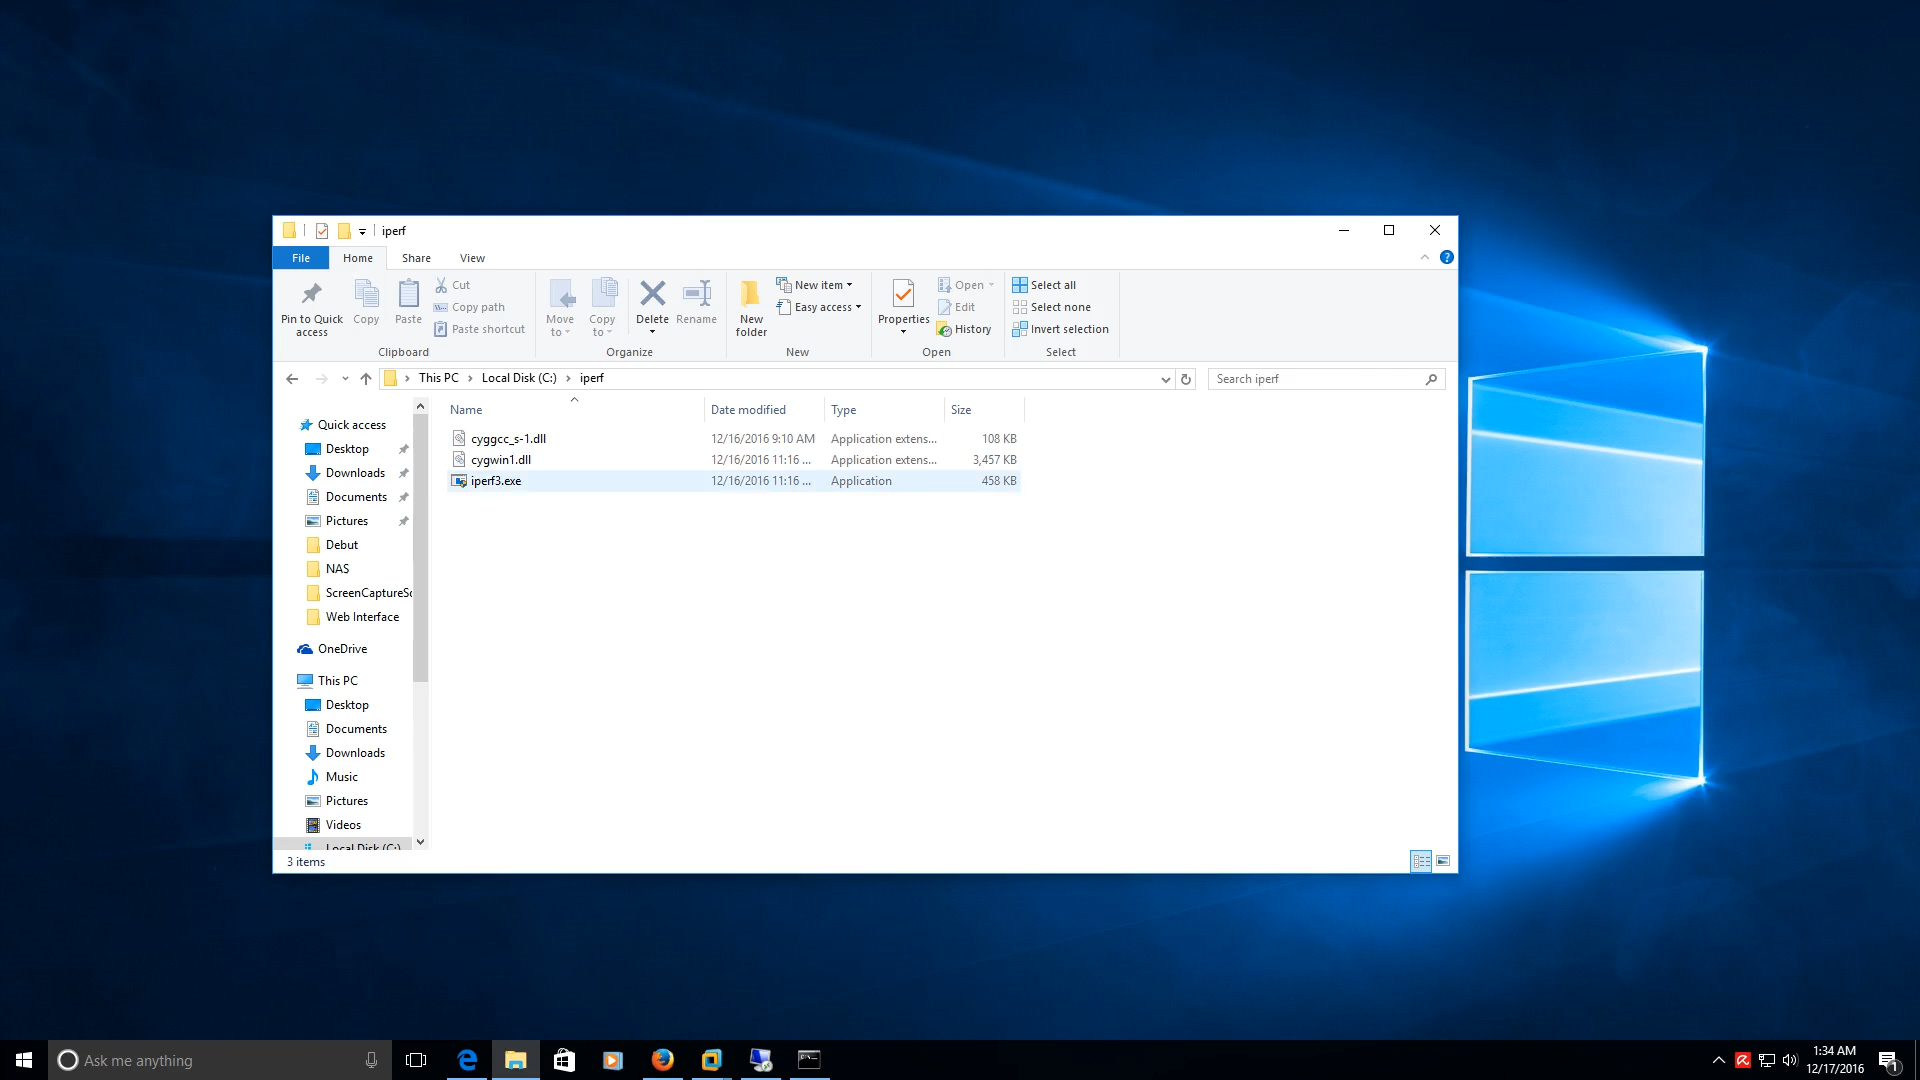 iperf
File Home Share View
Pin to Quick access
Copy
Paste
Cut
Copy path
Paste shortcut
Clipboard
Move to
Copy to
Delete
Rename
Organize
New folder
New item
Easy access
New
Properties
Open
Edit
History
Open
Select all
Select none
Invert selection
Select
This PC > Local Disk (C:) > iperf
Search iperf
Name Date modified Type Size
cyggcc_s-1.dll 12/16/2016 9:10 AM Application extens... 108 KB
cygwin1.dll 12/16/2016 11:16 ... Application extens... 3,457 KB
iperf3.exe 12/16/2016 11:16 ... Application 458 KB
Quick access
Desktop
Downloads
Documents
Pictures
Debut
NAS
ScreenCaptureSc
Web Interface
OneDrive
This PC
Desktop
Documents
Downloads
Music
Pictures
Videos
Local Disk (C:)
3 items
Ask me anything
1:34 AM
12/17/2016
1